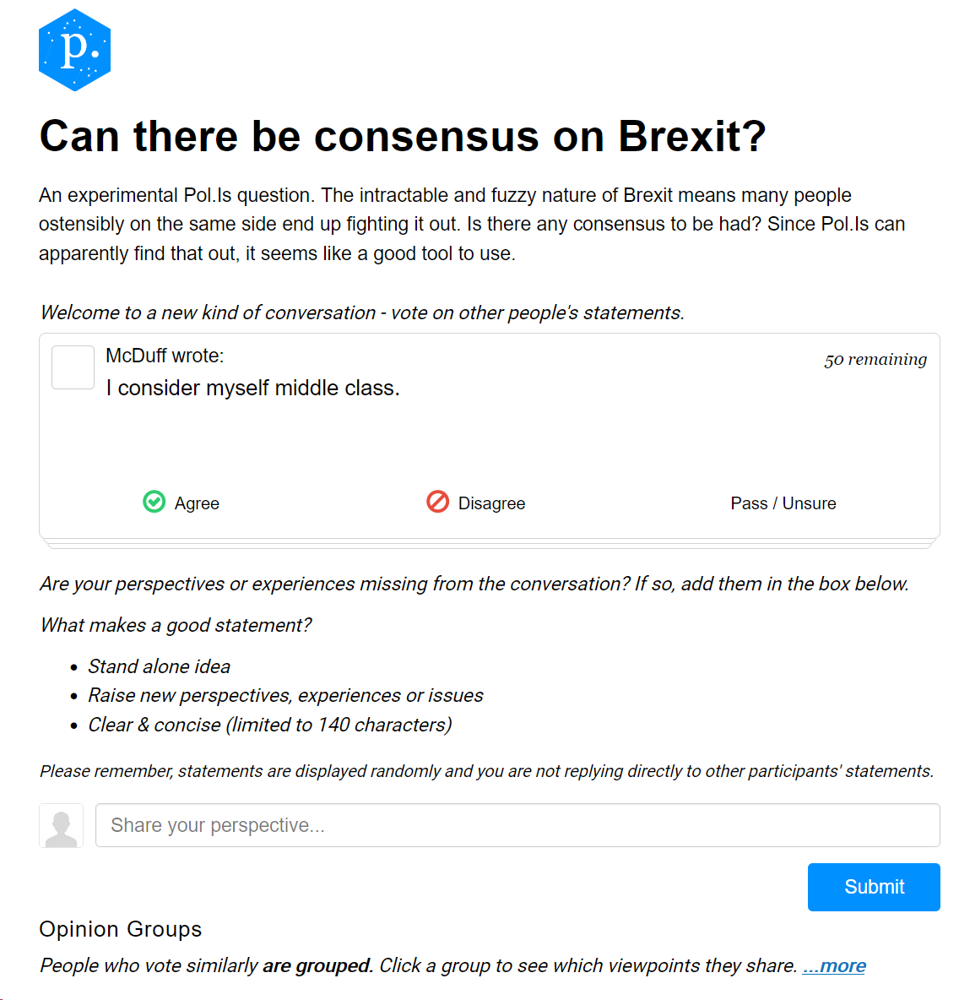 p.
Can there be consensus on Brexit?
An experimental Pol.Is question. The intractable and fuzzy nature of Brexit means many people
ostensibly on the same side end up fighting it out. Is there any consensus to be had? Since Pol.Is can
apparently find that out, it seems like a good tool to use.
Welcome to a new kind of conversation - vote on other people's statements.
McDuff wrote:
50 remaining
I consider myself middle class.
Agree
Disagree
Pass / Unsure
Are your perspectives or experiences missing from the conversation? If so, add them in the box below.
What makes a good statement?
• Stand alone idea
• Raise new perspectives, experiences or issues
• Clear & concise (limited to 140 characters)
Please remember, statements are displayed randomly and you are not replying directly to other participants' statements.
Share your perspective...
Submit
Opinion Groups
People who vote similarly are grouped. Click a group to see which viewpoints they share. ...more